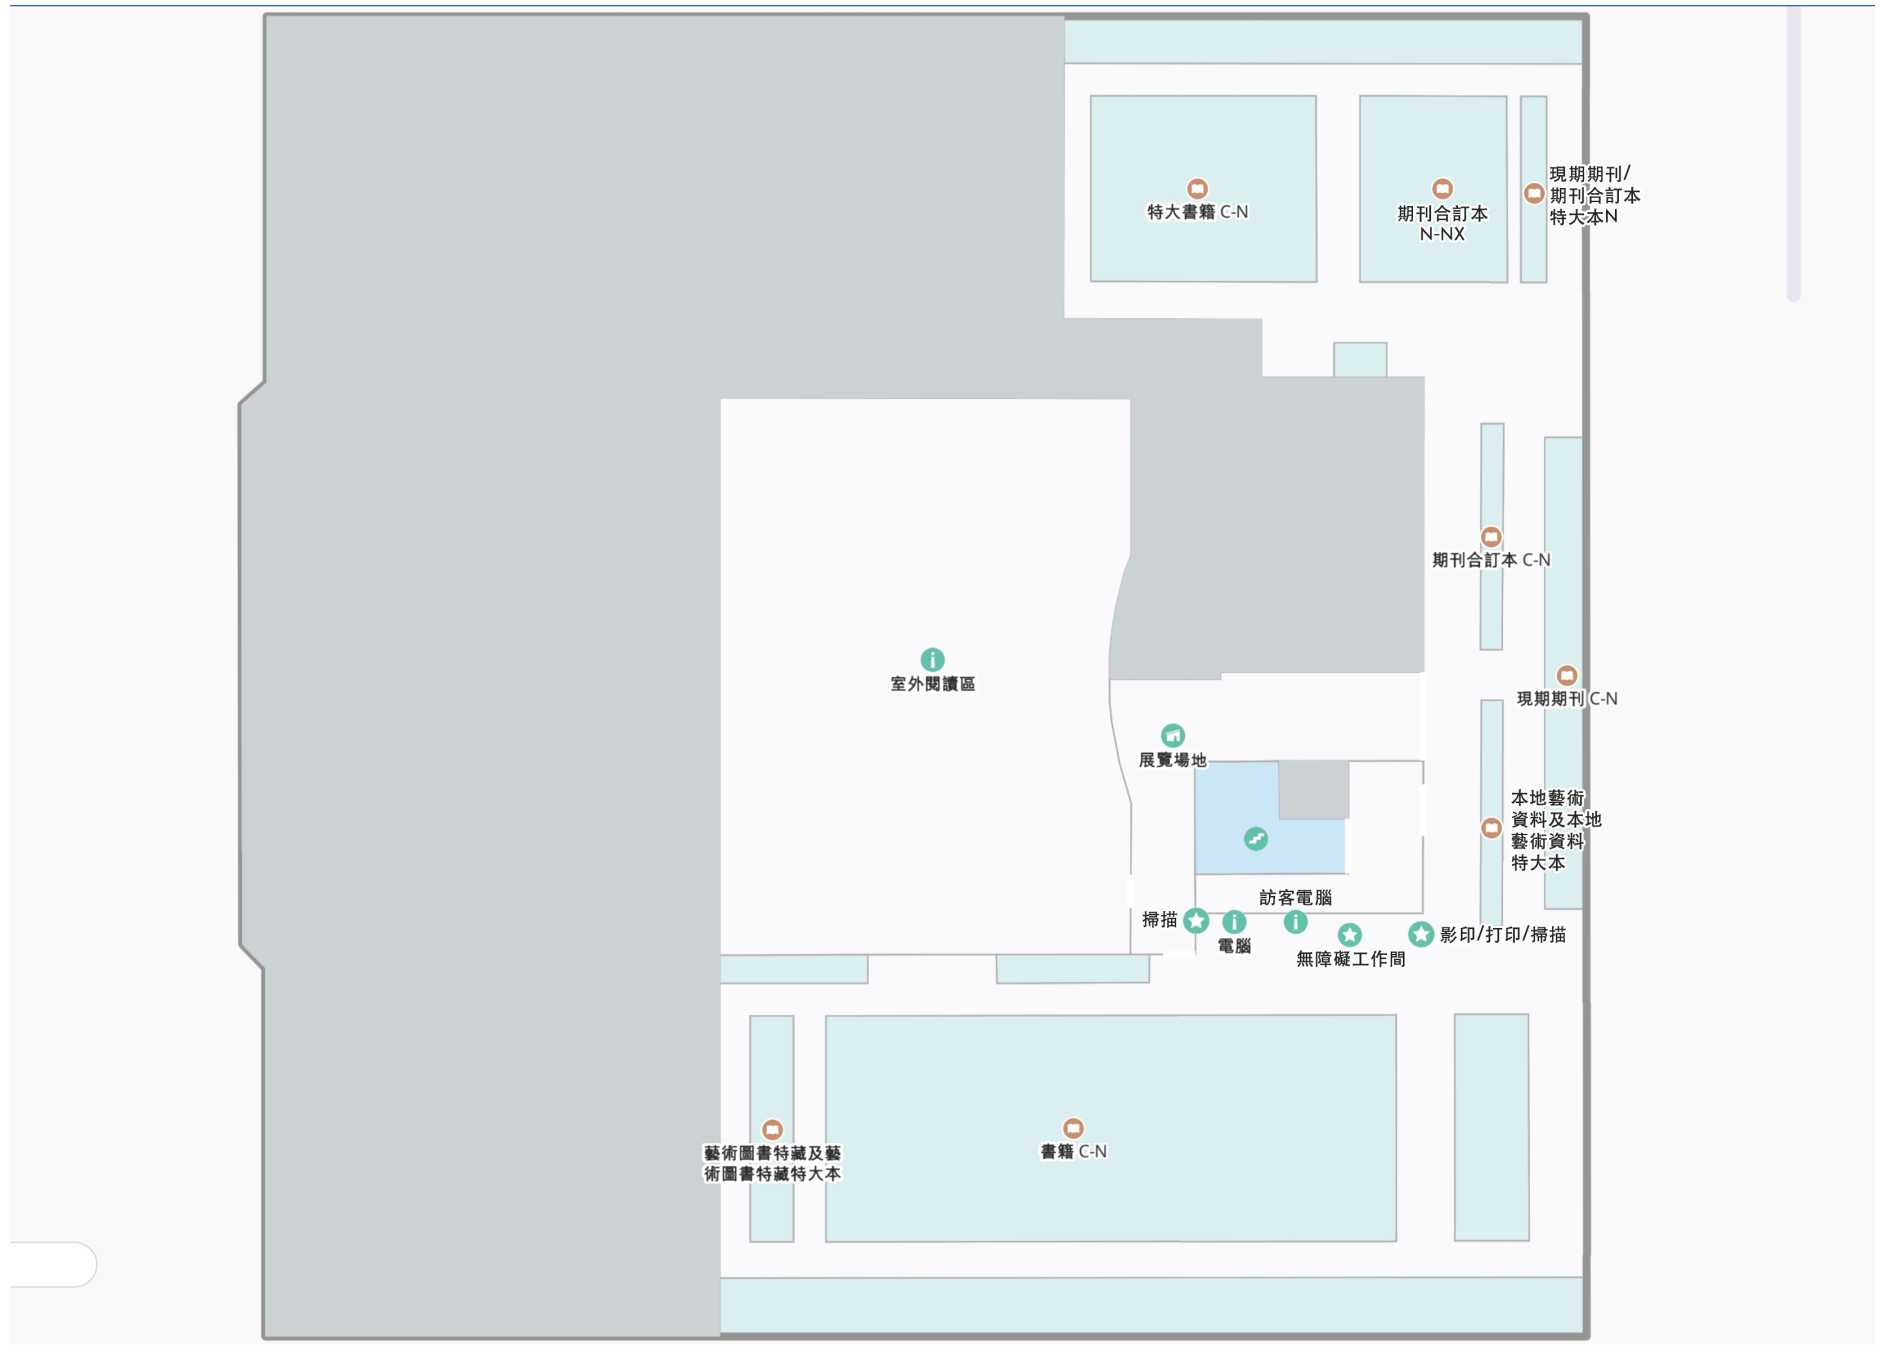 現期期刊/
期刊合訂本
特大本N
特大書籍 C-N
期刊合訂本
N-NX
期刊合訂本 C-N
室外閱讀區
現期期刊 C-N
展覽場地
本地藝術
資料及本地
藝術資料
特大本
訪客電腦
掃描
電腦
影印/打印/掃描
無障礙工作間
藝術圖書特藏及藝
術圖書特藏特大本
書籍 C-N